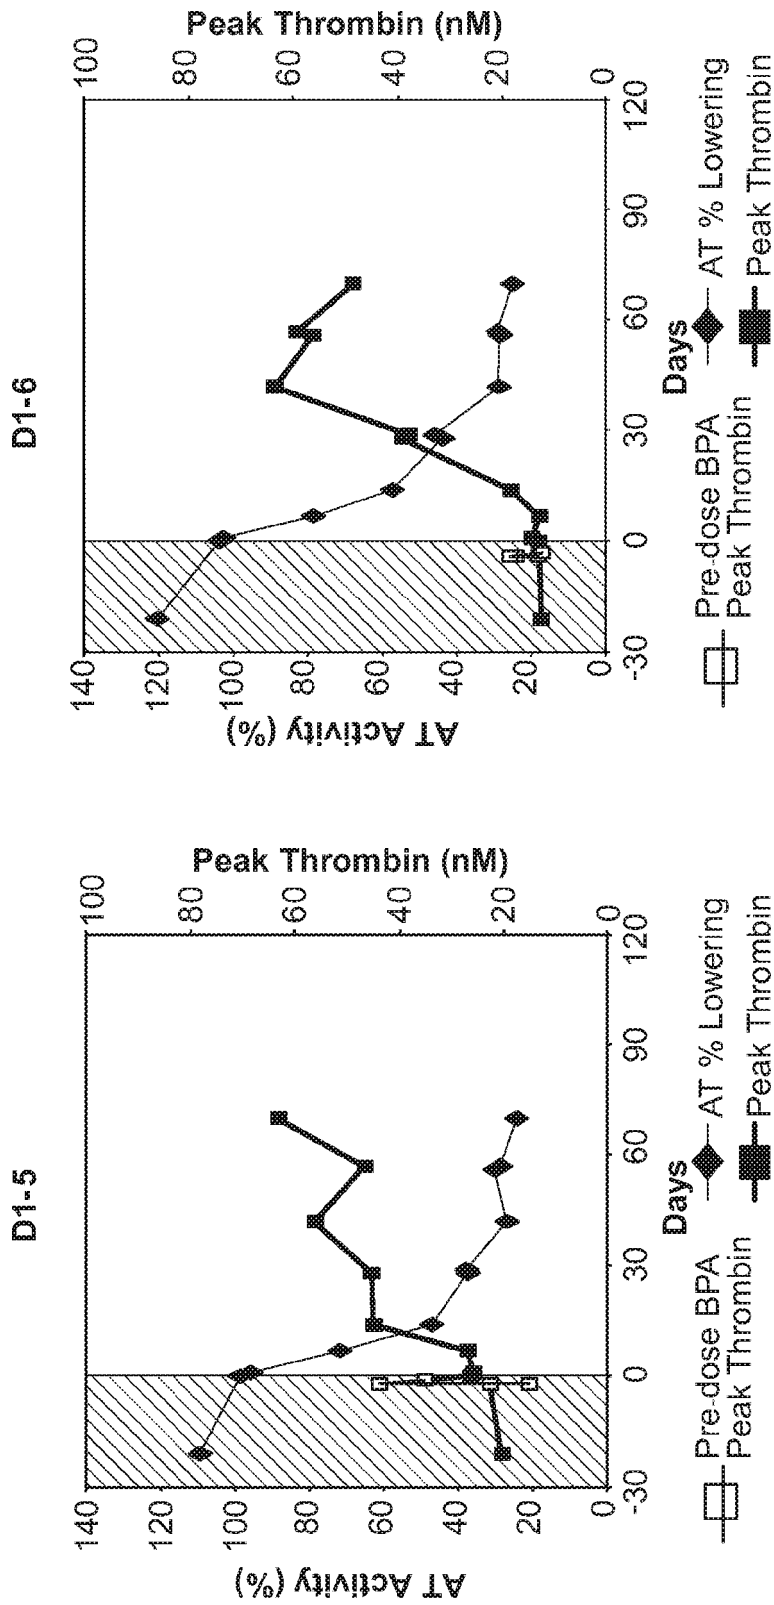 D1-5
AT Activity (%)
140
120
100
80
60
40
20
0
Peak Thrombin (nM)
100
80
60
40
20
0
-30
0
30
60
90
120
Days
Pre-dose BPA
Peak Thrombin
AT % Lowering
Peak Thrombin
D1-6
AT Activity (%)
140
120
100
80
60
40
20
0
Peak Thrombin (nM)
100
80
60
40
20
0
-30
0
30
60
90
120
Days
Pre-dose BPA
Peak Thrombin
AT % Lowering
Peak Thrombin